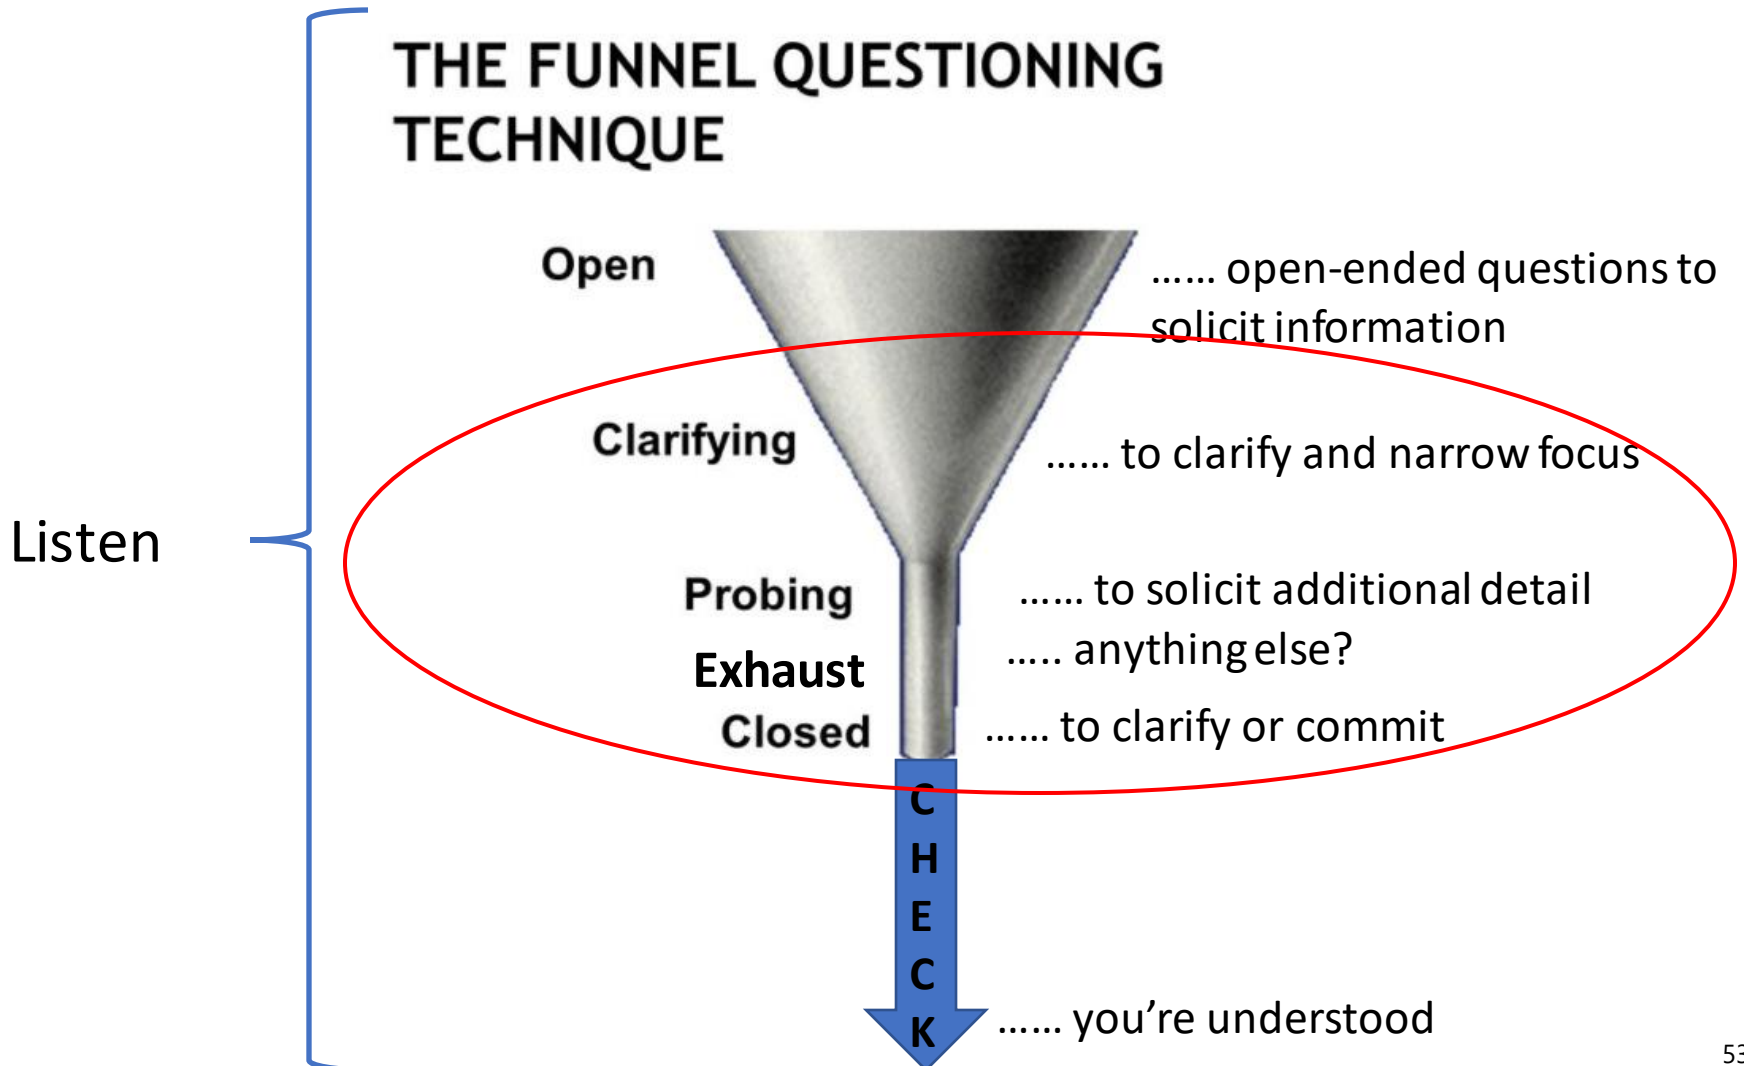 THE FUNNEL QUESTIONING
TECHNIQUE
Open
...... open-ended questions to
solicit information
Clarifying
...... to clarify and narrow focus
Listen
Probing
...... to solicit additional detail
Exhaust
..... anything else?
Closed
...... to clarify or commit
C
H
E
C
K
...... you’re understood
53